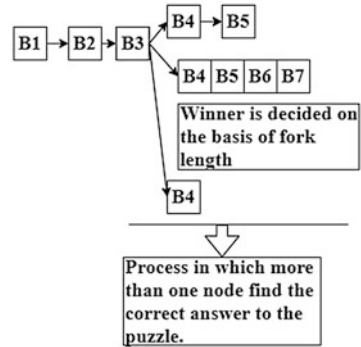 B4 B5
B1 B2 B3
B4 B5 B6 B7
Winner is decided on
the basis of fork
length
B4
Process in which more
than one node find the
correct answer to the
puzzle.